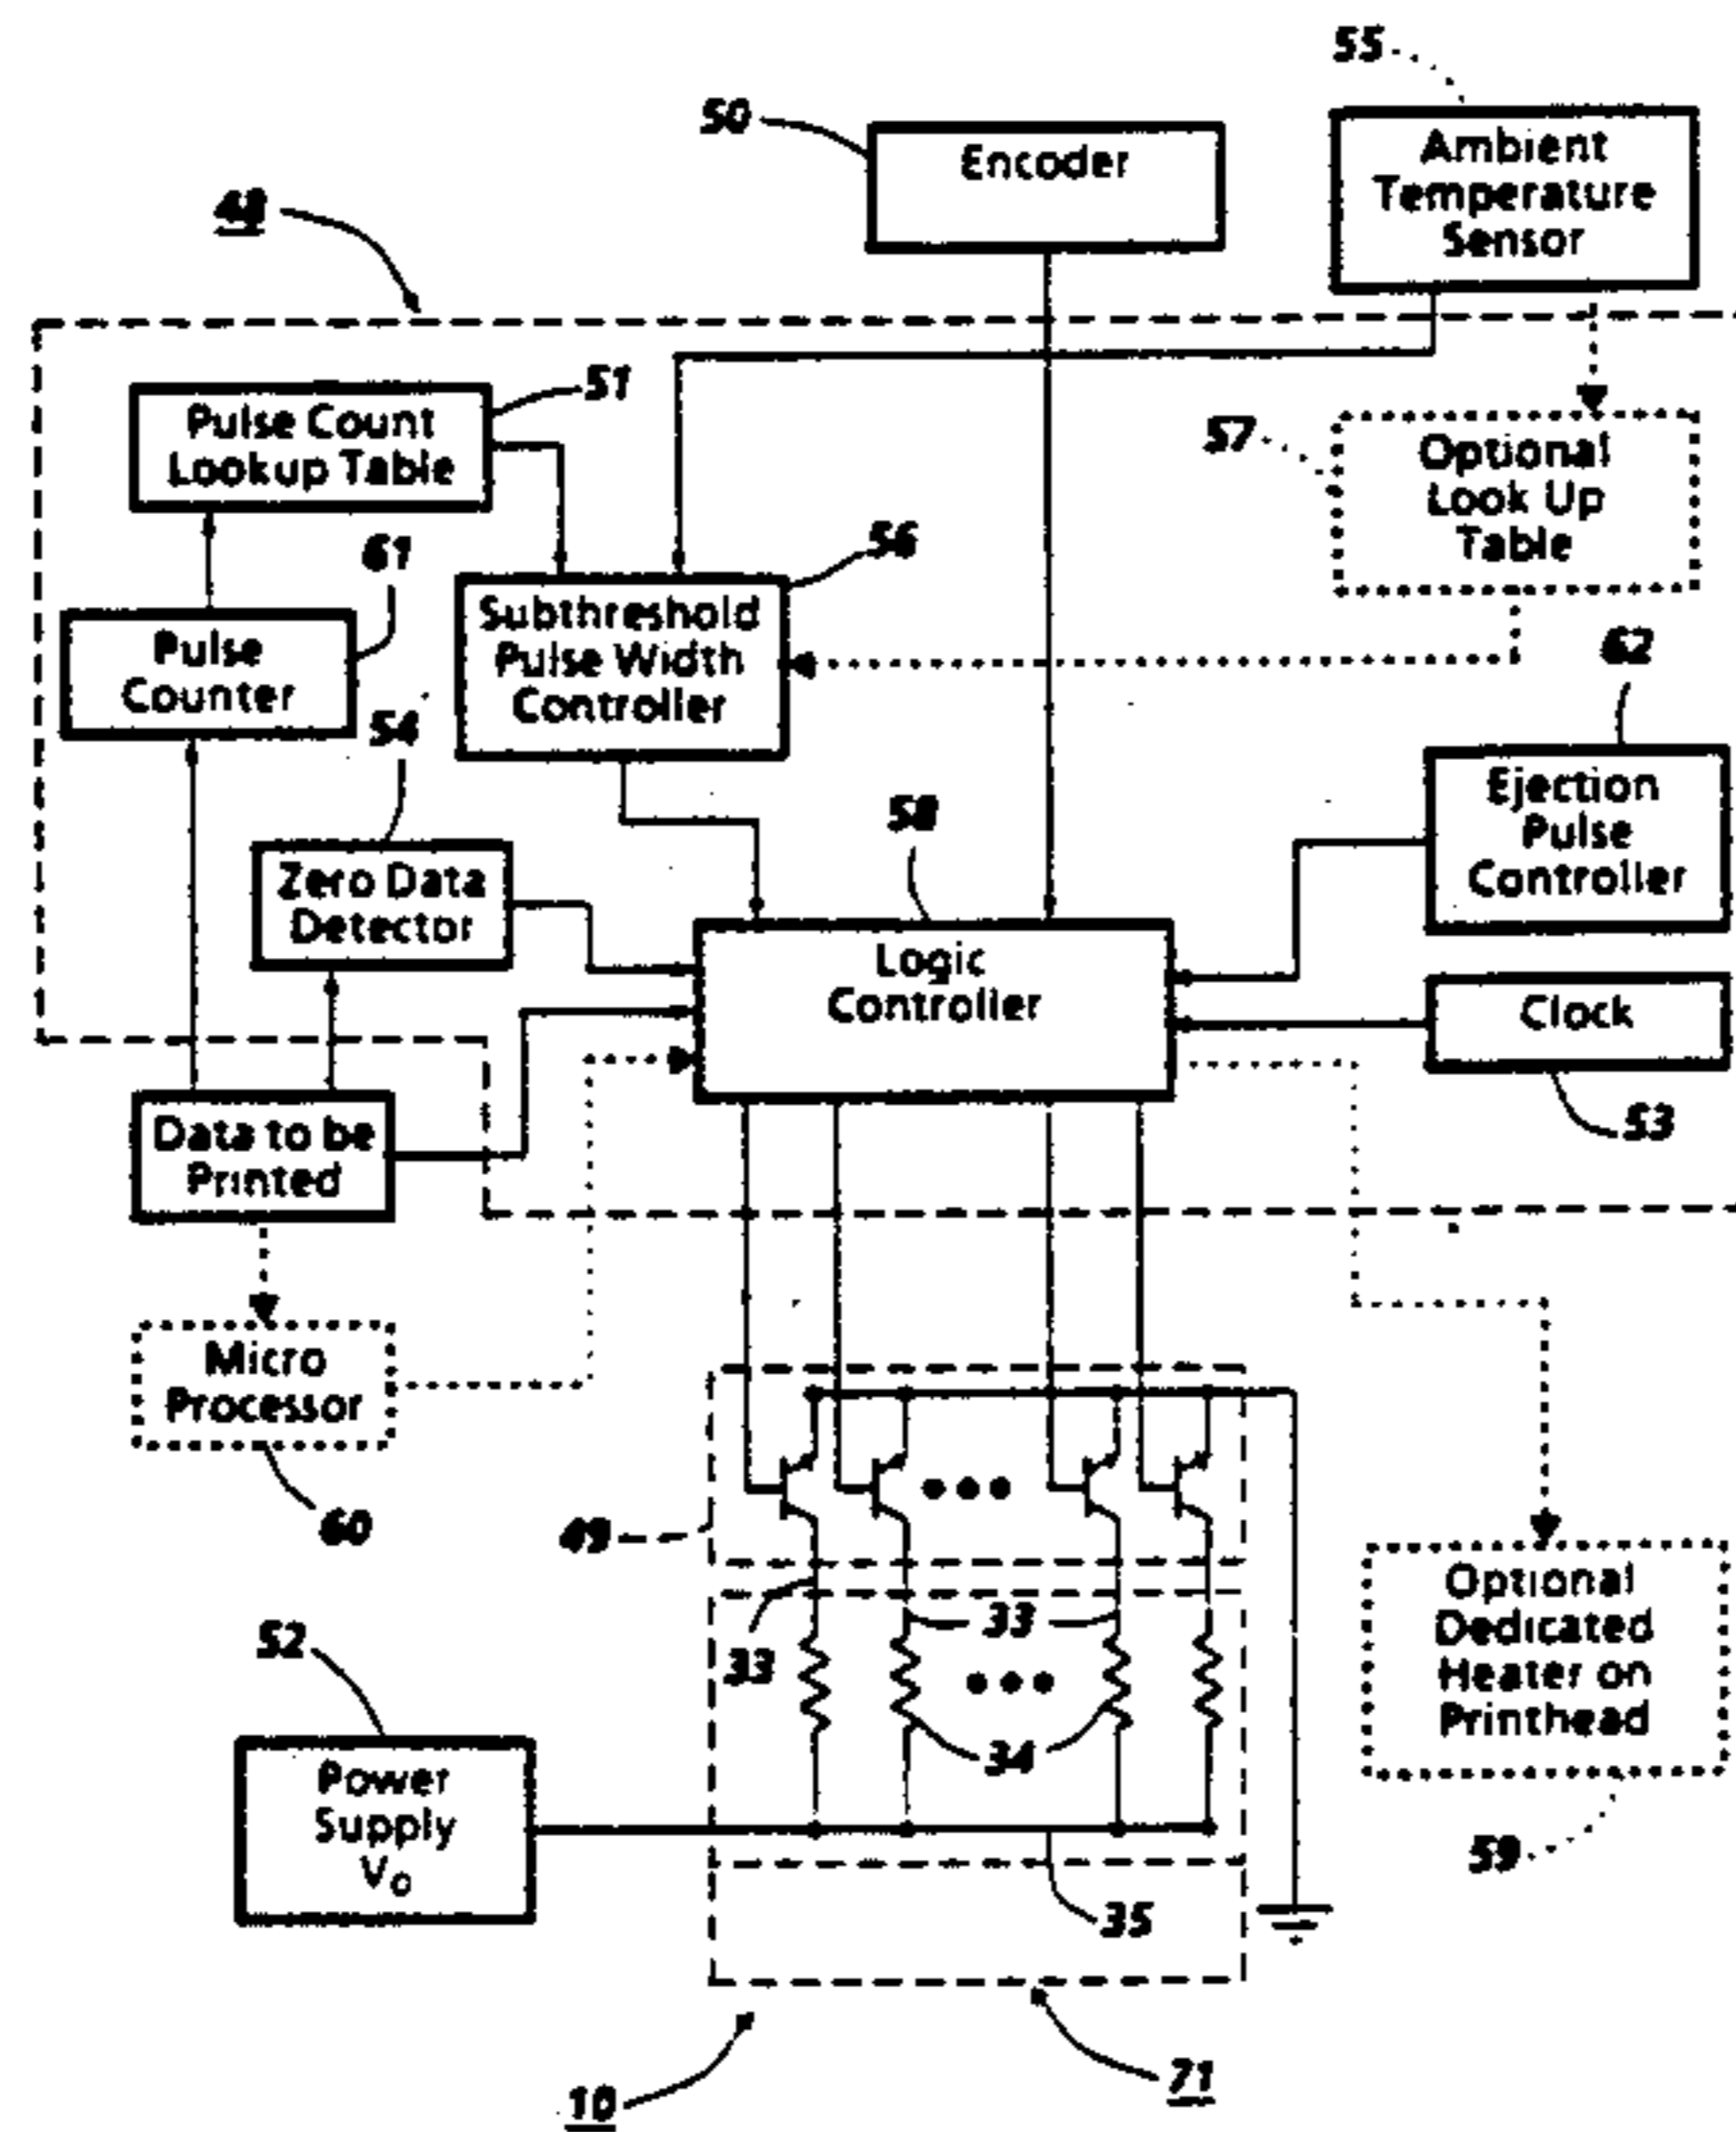 55
50
Encoder
Ambient
Temperature
Sensor
48
51
Pulse Count
Lookup Table
57
Optional
Look Up
Table
61
56
Subthreshold
Pulse Width
Controller
Pulse
Counter
62
54
Ejection
Pulse
Controller
58
Zero Data
Detector
Logic
Controller
Clock
53
Data to be
Printed
Micro
Processor
60
49
33
33
34
Optional
Dedicated
Heater on
Printhead
52
Power
Supply
Vo
59
35
10
71